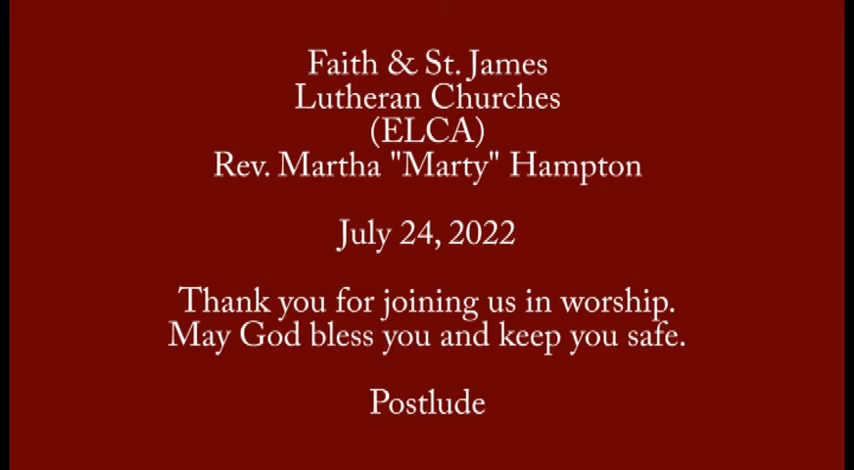 Faith & St. James
Lutheran Churches
(ELCA)
Rev. Martha "Marty" Hampton
July 24, 2022
Thank you for joining us in worship.
May God bless you and keep you safe.
Postlude